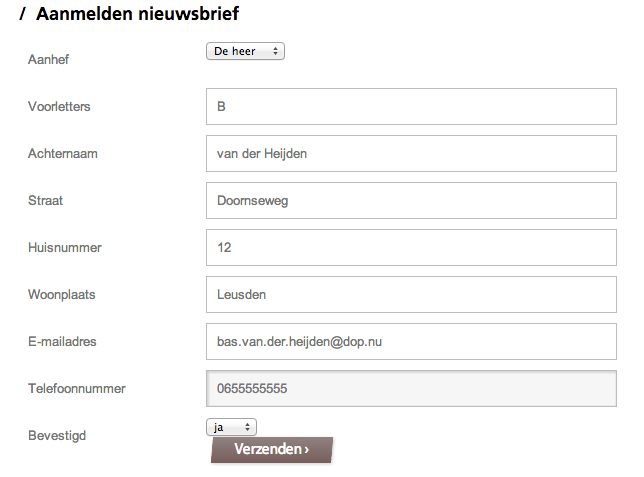 / Aanmelden nieuwsbrief
Aanhef De heer
Voorletters B
Achternaam van der Heijden
Straat Doornseweg
Huisnummer 12
Woonplaats Leusden
E-mailadres bas.van.der.heijden@dop.nu
Telefoonnummer 0655555555
Bevestigd ja
Verzenden ›